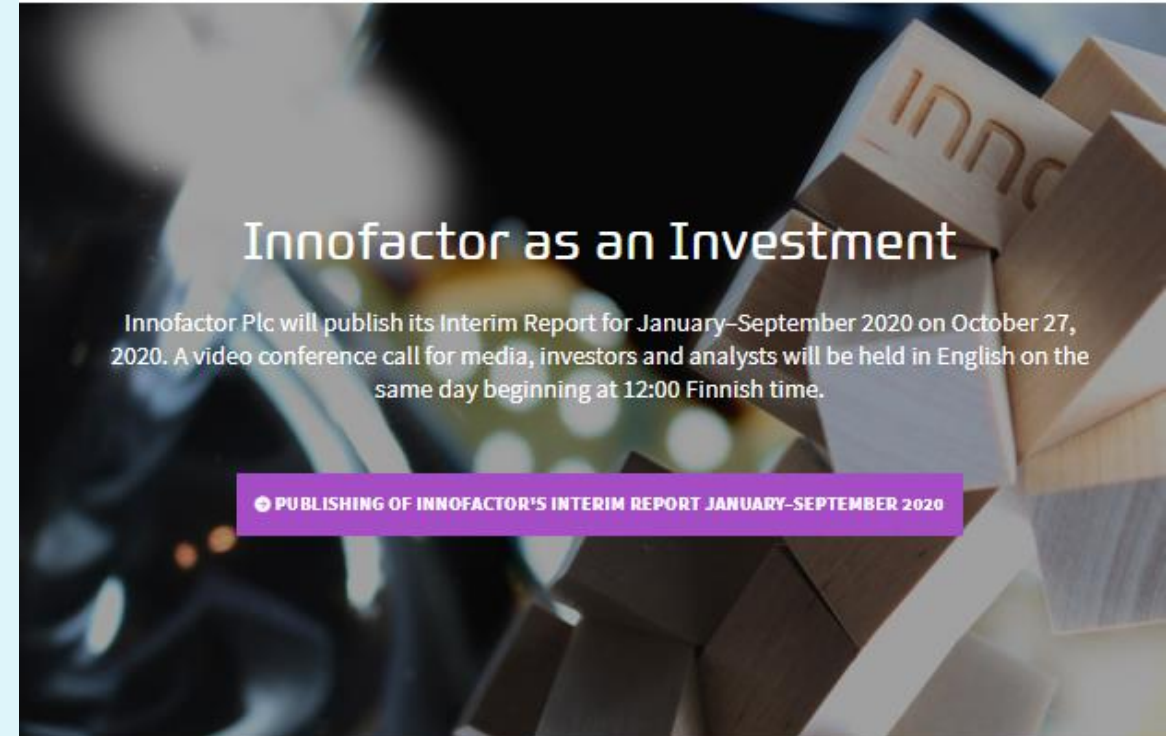 Inno
Innofactor as an Investment
Innofactor Plc will publish its Interim Report for January–September 2020 on October 27,
2020. A video conference call for media, investors and analysts will be held in English on the
same day beginning at 12:00 Finnish time.
PUBLISHING OF INNOFACTOR'S INTERIM REPORT JANUARY–SEPTEMBER 2020